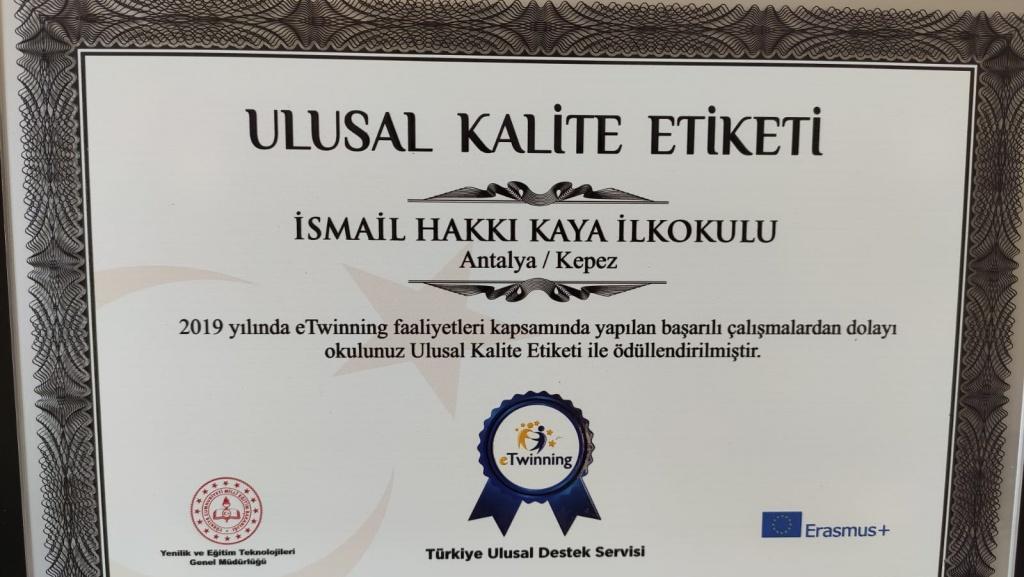 ULUSAL KALİTE ETİKETİ
İSMAİL HAKKI KAYA İLKOKULU
Antalya / Kepez
2019 yılında eTwinning faaliyetleri kapsamında yapılan başarılı çalışmalardan dolayı
okulunuz Ulusal Kalite Etiketi ile ödüllendirilmiştir.
eTwinning
Yenilik ve Eğitim Teknolojileri
Genel Müdürlüğü
Türkiye Ulusal Destek Servisi
Erasmus+